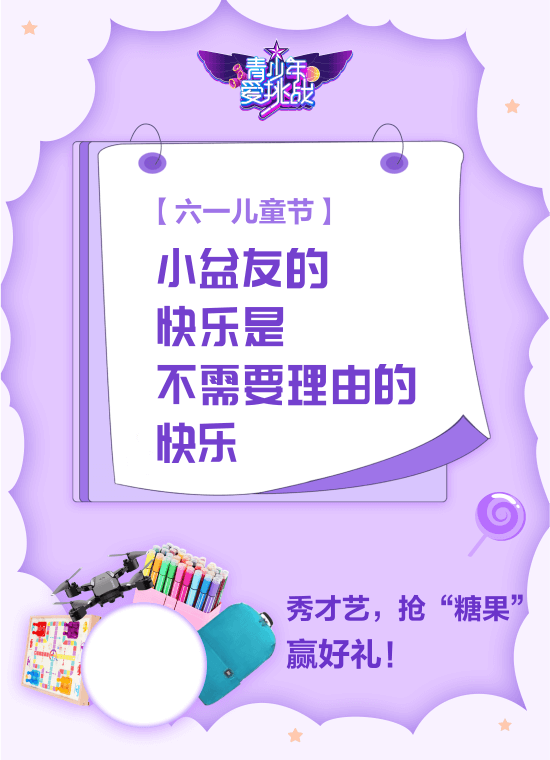 青少年
爱挑战
【六一儿童节】
小盆友的
快乐是
不需要理由的
快乐
秀才艺，抢“糖果”
赢好礼！